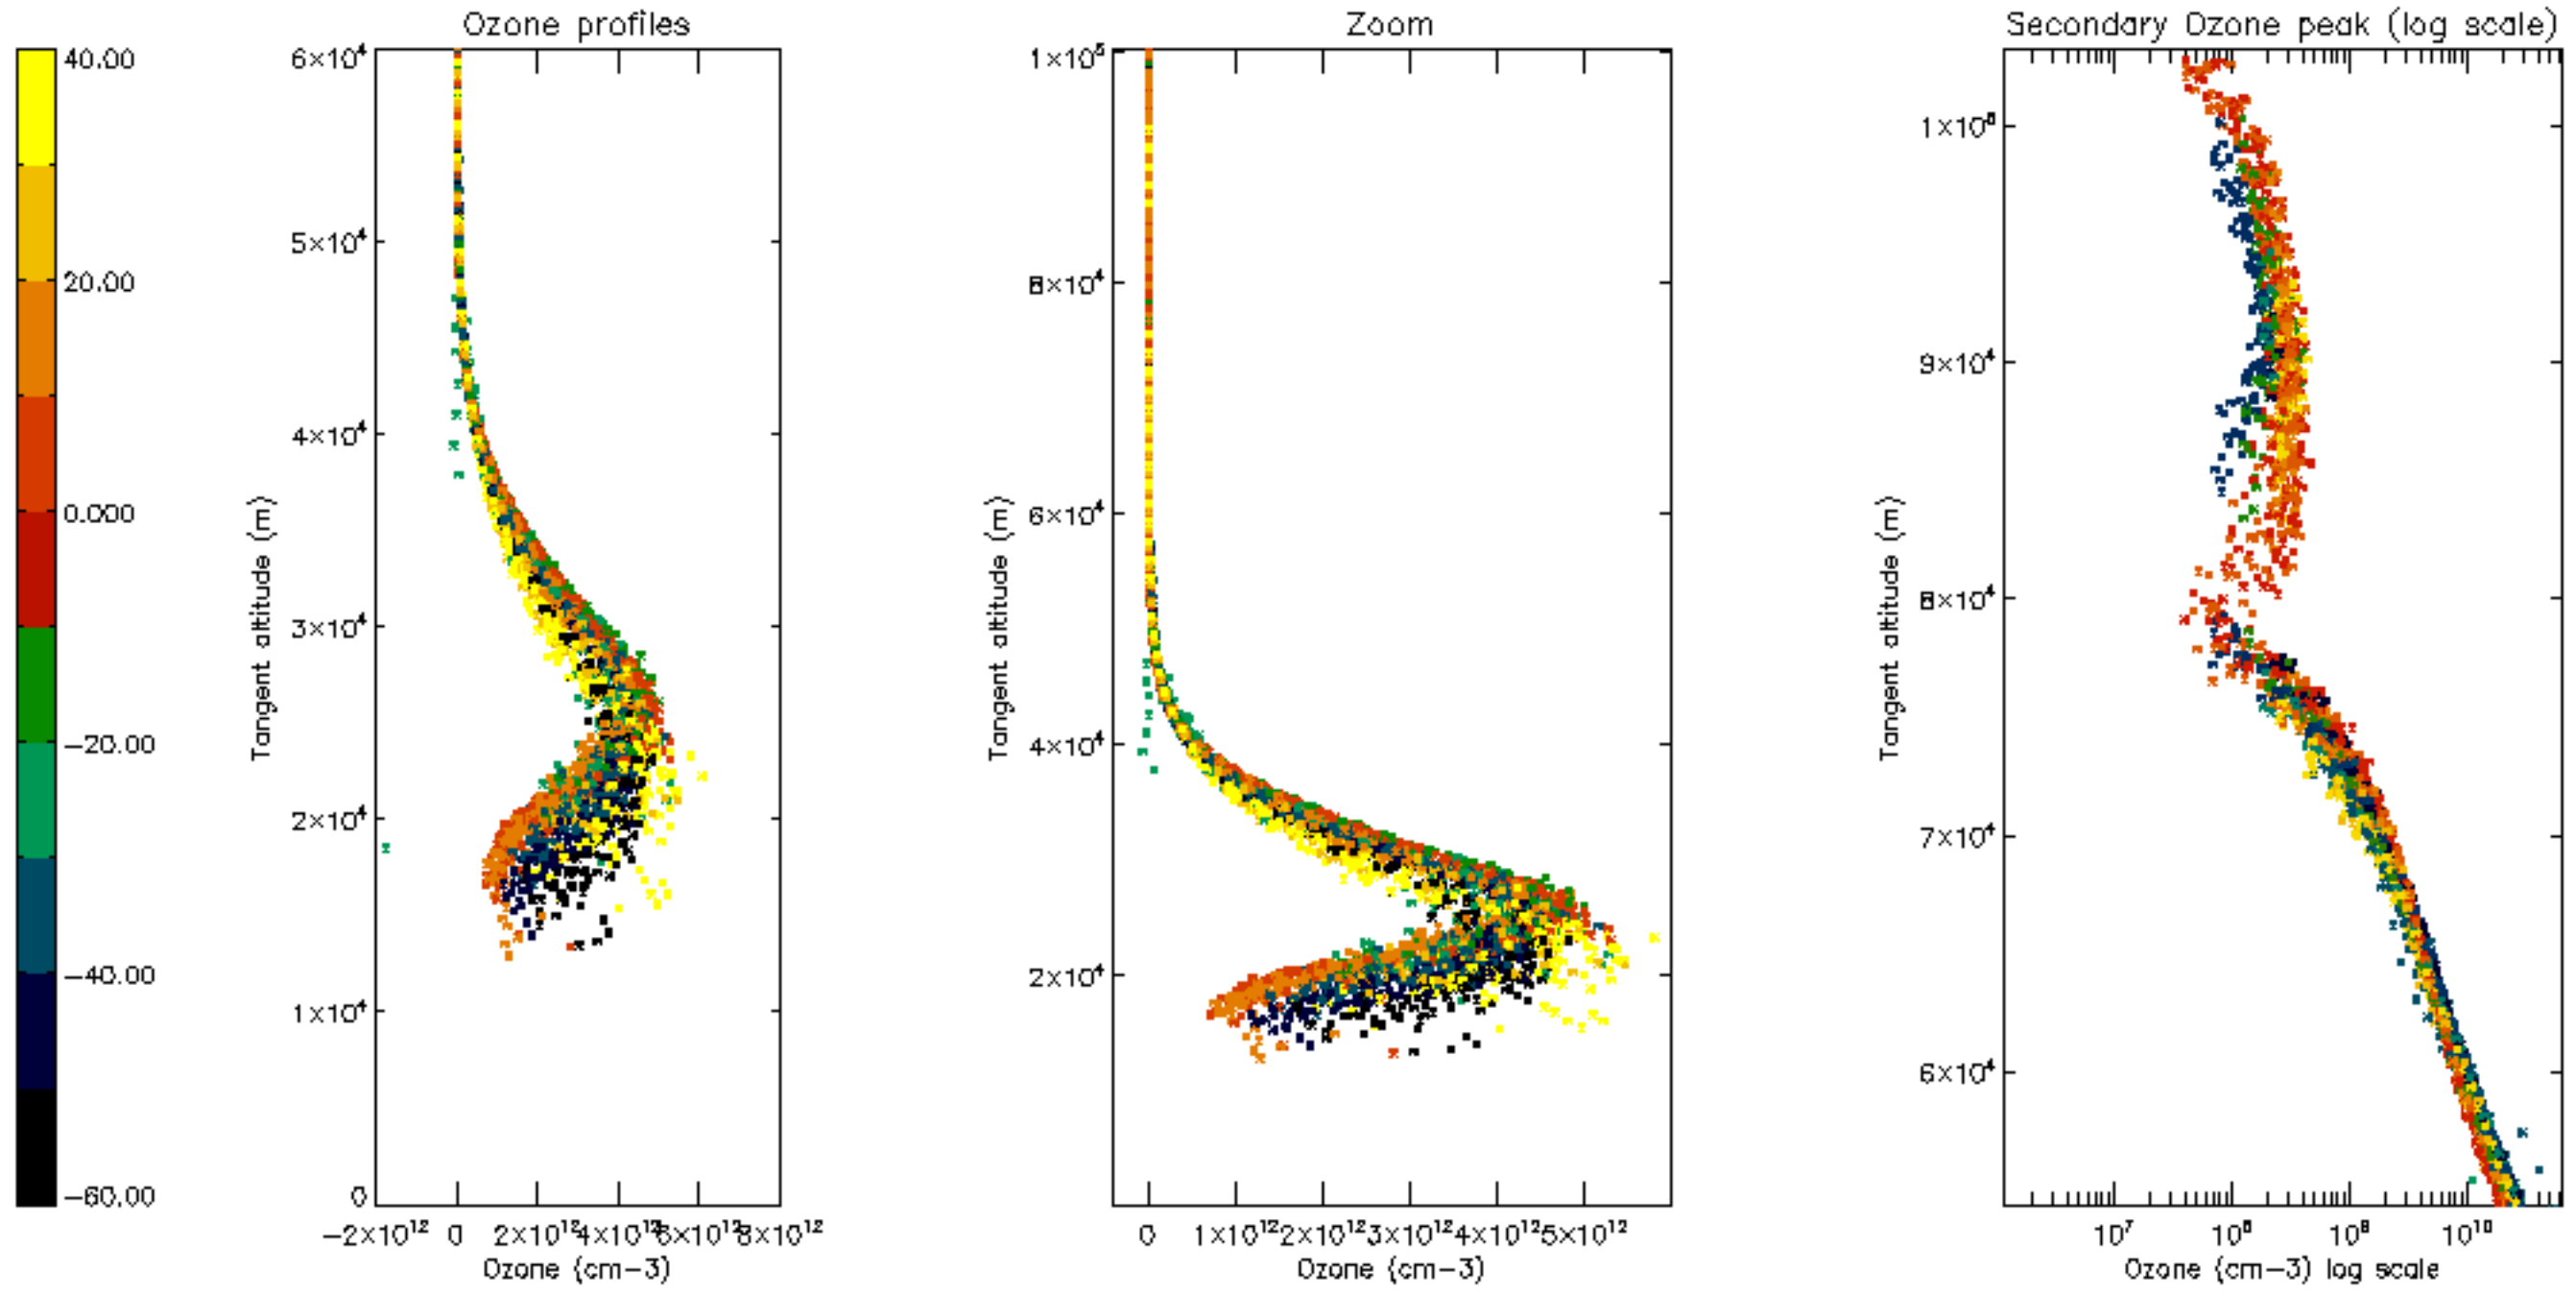 Ozone profiles
Zoom
Secondary Ozone peak (log scale)
40.00
20.00
0.000
−20.00
−40.00
−60.00
6×10⁴
5×10⁴
4×10⁴
3×10⁴
2×10⁴
1×10⁴
0
Tangent altitude (m)
−2×10¹² 0 2×10¹² 4×10¹² 6×10¹² 8×10¹²
Ozone (cm−3)
1×10⁵
8×10⁴
6×10⁴
4×10⁴
2×10⁴
Tangent altitude (m)
0 1×10¹² 2×10¹² 3×10¹² 4×10¹² 5×10¹²
Ozone (cm−3)
1×10⁵
9×10⁴
8×10⁴
7×10⁴
6×10⁴
Tangent altitude (m)
10⁷ 10⁸ 10⁹ 10¹⁰
Ozone (cm−3) log scale